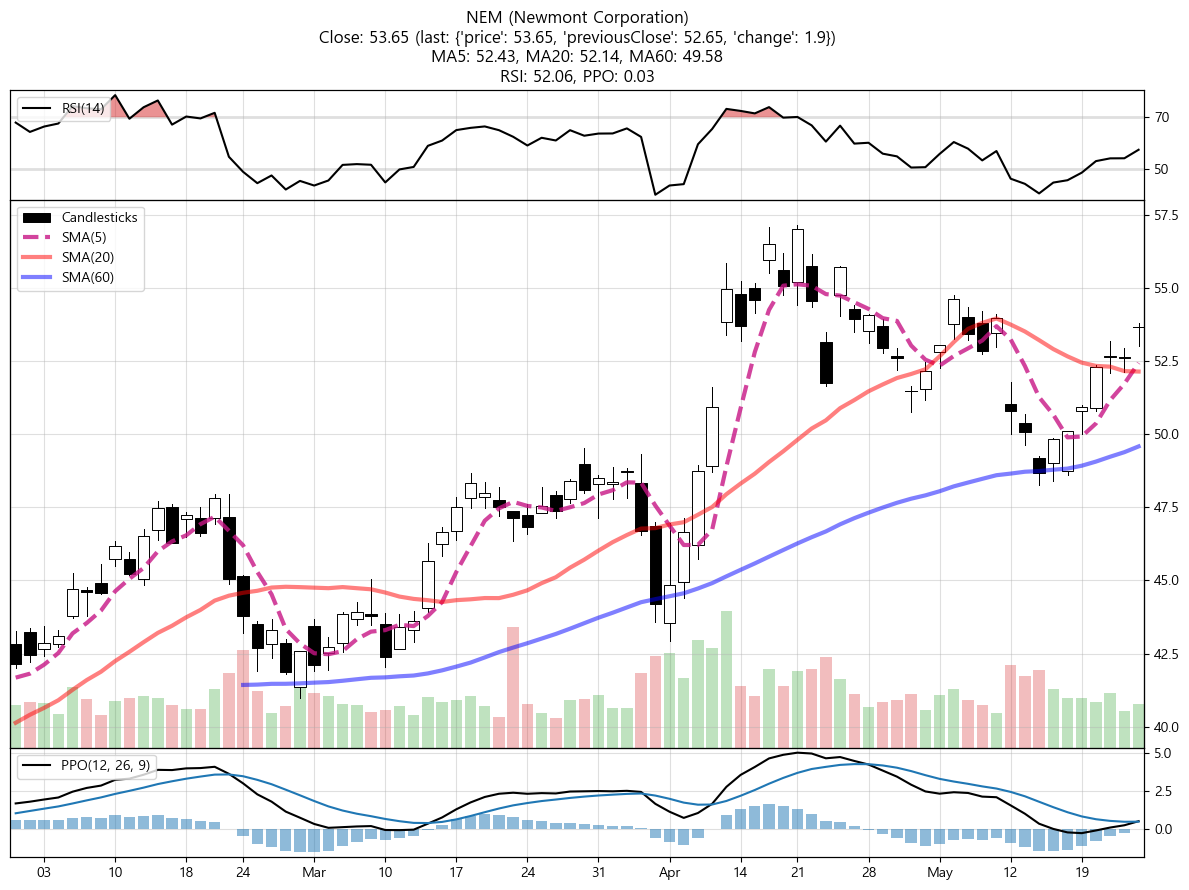 NEM (Newmont Corporation)
Close: 53.65 (last: {'price': 53.65, 'previousClose': 52.65, 'change': 1.9})
MA5: 52.43, MA20: 52.14, MA60: 49.58
RSI: 52.06, PPO: 0.03
RSI(14)
70
50
Candlesticks
SMA(5)
SMA(20)
SMA(60)
57.5
55.0
52.5
50.0
47.5
45.0
42.5
40.0
PPO(12, 26, 9)
5.0
2.5
0.0
03 10 18 24 Mar 10 17 24 31 Apr 14 21 28 May 12 19